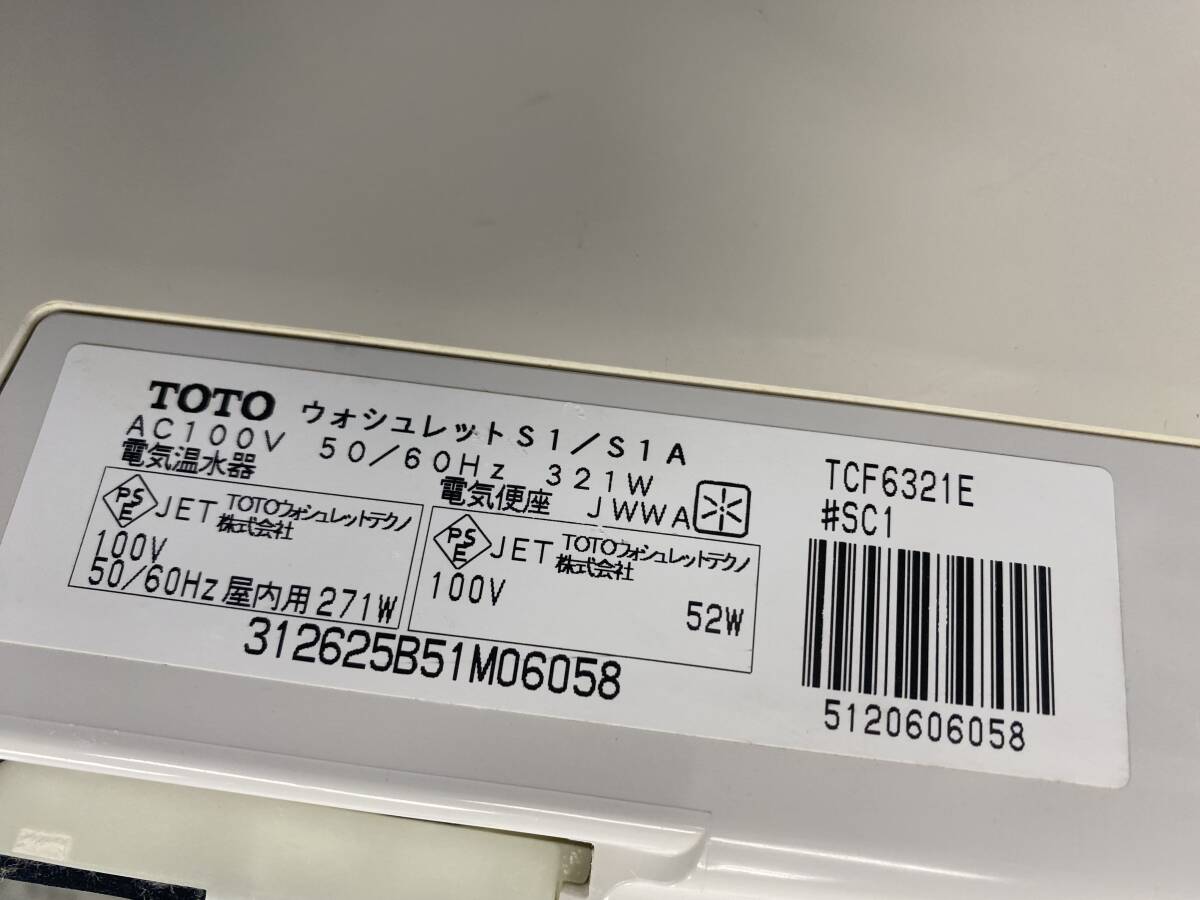 TOTO ウォシュレットS1/S1A
AC100V 50/60Hz 321W
電気温水器
PSE JET TOTOウォシュレットテクノ
株式会社
100V
50/60Hz 屋内用 271W
電気便座 JWWA
PSE JET TOTOウォシュレットテクノ
株式会社
100V
52W
312625B51M06058
TCF6321E
#SC1
5120606058